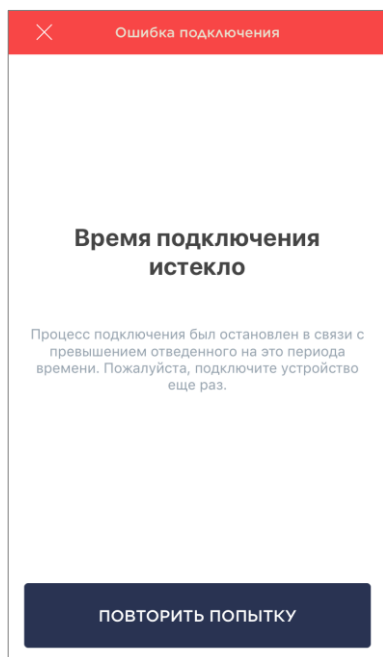 Ошибка подключения
Время подключения
истекло
Процесс подключения был остановлен в связи с
превышением отведенного на это периода
времени. Пожалуйста, подключите устройство
еще раз.
ПОВТОРИТЬ ПОПЫТКУ